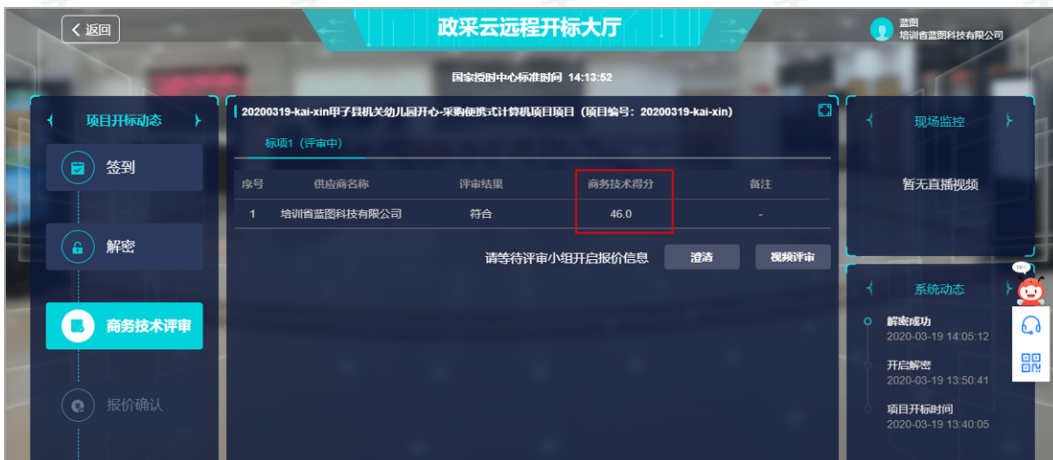 返回
政采云远程开标大厅
蓝图
培训省蓝图科技有限公司
国家授时中心标准时间 14:13:52
项目开标动态
签到
解密
商务技术评审
报价确认
20200319-kai-xin甲子县机关幼儿园开心-采购便携式计算机项目项目 (项目编号: 20200319-kai-xin)
标项1 (评审中)
序号 供应商名称 评审结果 商务技术得分 备注
1 培训省蓝图科技有限公司 符合 46.0 -
请等待评审小组开启报价信息 澄清 视频评审
现场监控
暂无直播视频
Hi~
系统动态
解密成功
2020-03-19 14:05:12
开启解密
2020-03-19 13:50:41
项目开标时间
2020-03-19 13:40:05